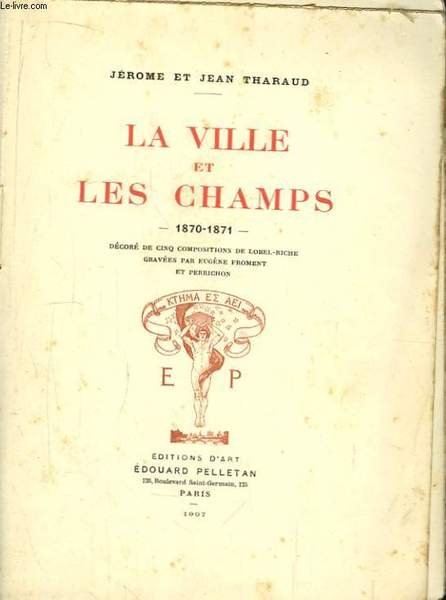 Le-livre.com
JÉROME ET JEAN THARAUD
LA VILLE
ET
LES CHAMPS
— 1870-1871 —
DÉCORÉ DE CINQ COMPOSITIONS DE LOBEL-RICHE
GRAVÉES PAR EUGÈNE FROMENT
ET PERRICHON
ΚΤΗΜΑ ΕΣ ΑΕΙ
E P
EDITIONS D'ART
ÉDOUARD PELLETAN
125, Boulevard Saint-Germain, 125
PARIS
1907